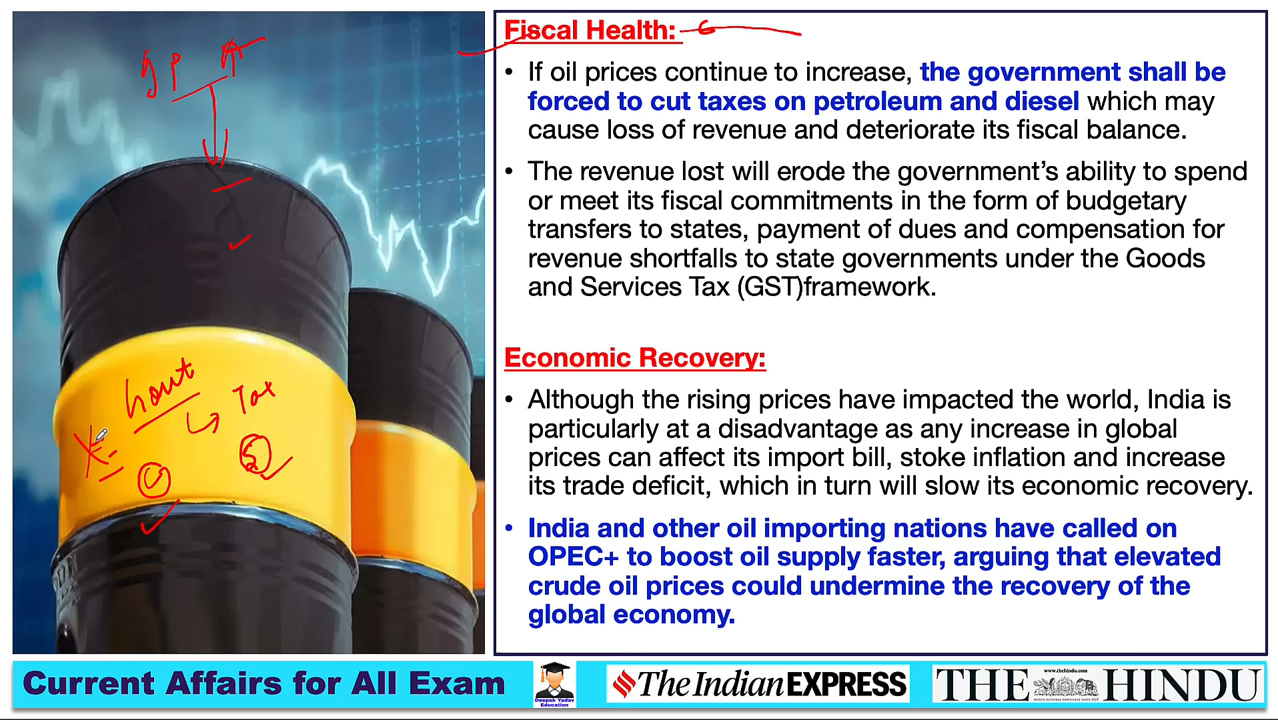 Fiscal Health:
• If oil prices continue to increase, the government shall be
forced to cut taxes on petroleum and diesel which may
cause loss of revenue and deteriorate its fiscal balance.
• The revenue lost will erode the government's ability to spend
or meet its fiscal commitments in the form of budgetary
transfers to states, payment of dues and compensation for
revenue shortfalls to state governments under the Goods
and Services Tax (GST)framework.
Economic Recovery:
• Although the rising prices have impacted the world, India is
particularly at a disadvantage as any increase in global
prices can affect its import bill, stoke inflation and increase
its trade deficit, which in turn will slow its economic recovery.
• India and other oil importing nations have called on
OPEC+ to boost oil supply faster, arguing that elevated
crude oil prices could undermine the recovery of the
global economy.
Tax
Current Affairs for All Exam
Deepak Yadav
Education
The Indian EXPRESS
www.thehindu.com
THE HINDU